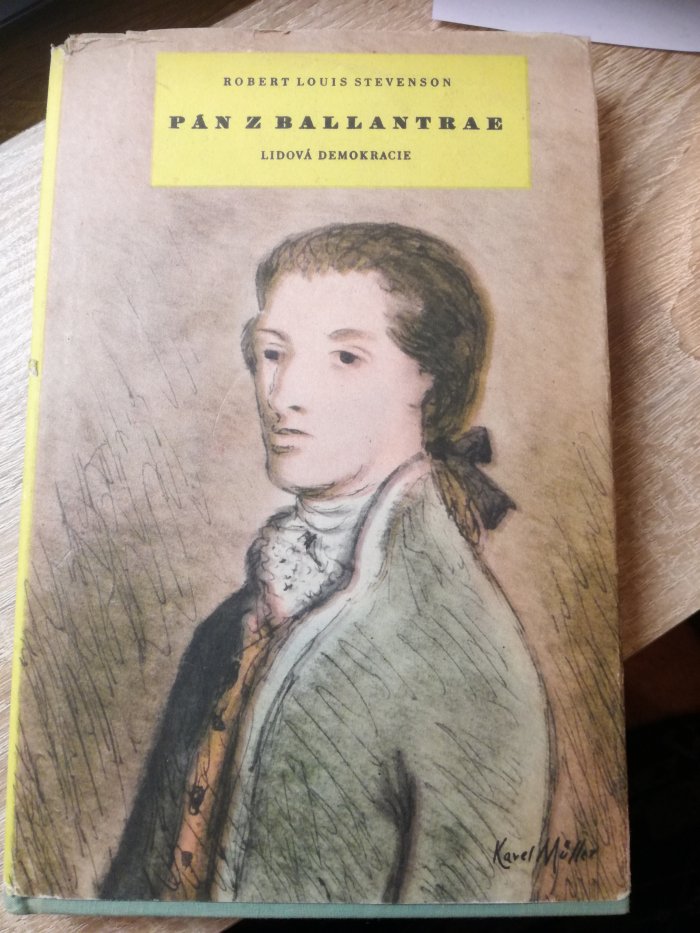 ROBERT LOUIS STEVENSON
PÁN Z BALLANTRAE
LIDOVÁ DEMOKRACIE
Karel Müller